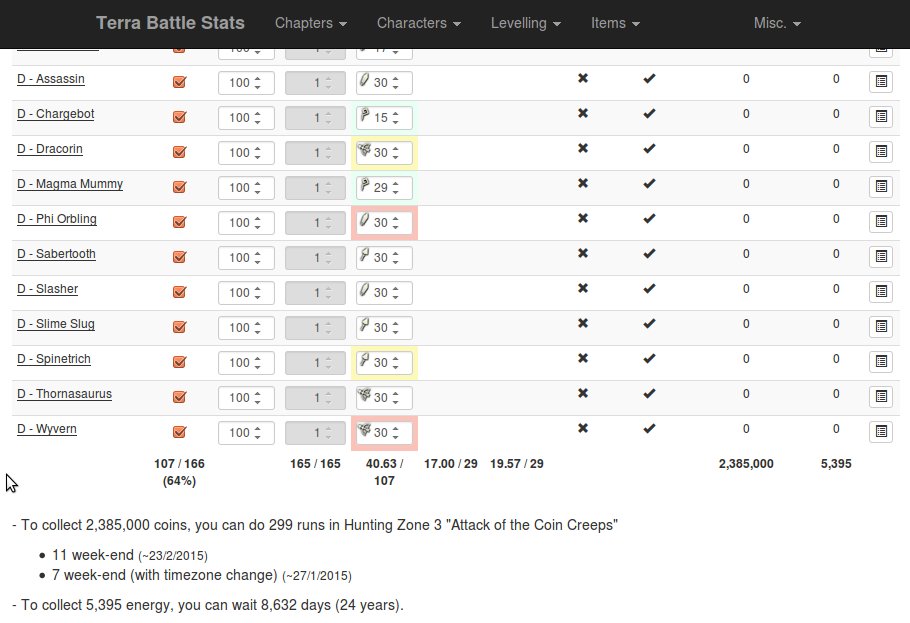 Terra Battle Stats Chapters Characters Levelling Items Misc.
D - Assassin 100 1 30 ✖ ✔ 0 0
D - Chargebot 100 1 15 ✖ ✔ 0 0
D - Dracorin 100 1 30 ✖ ✔ 0 0
D - Magma Mummy 100 1 29 ✖ ✔ 0 0
D - Phi Orbling 100 1 30 ✖ ✔ 0 0
D - Sabertooth 100 1 30 ✖ ✔ 0 0
D - Slasher 100 1 30 ✖ ✔ 0 0
D - Slime Slug 100 1 30 ✖ ✔ 0 0
D - Spinetrich 100 1 30 ✖ ✔ 0 0
D - Thornasaurus 100 1 30 ✖ ✔ 0 0
D - Wyvern 100 1 30 ✖ ✔ 0 0
107 / 166 165 / 165 40.63 / 17.00 / 29 19.57 / 29 2,385,000 5,395
(64%) 107
- To collect 2,385,000 coins, you can do 299 runs in Hunting Zone 3 "Attack of the Coin Creeps"
• 11 week-end (~23/2/2015)
• 7 week-end (with timezone change) (~27/1/2015)
- To collect 5,395 energy, you can wait 8,632 days (24 years).